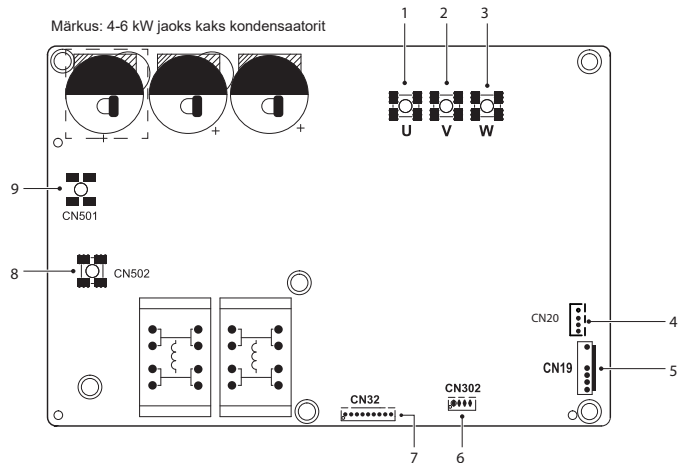 Märkus: 4-6 kW jaoks kaks kondensaatorit
1 2 3
U V W
9
CN501
8
CN502
CN20
4
CN19
5
CN302
CN32
7
6